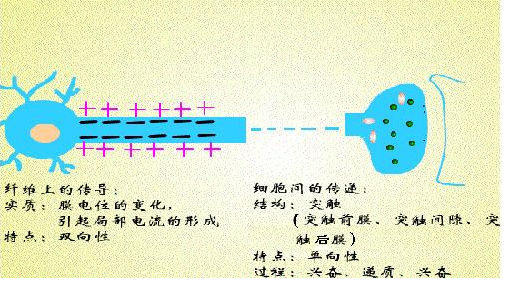 + + + + + +
+ + + + + +
纤维上的传导：
实质：膜电位的变化，
引起局部电流的形成，
特点：双向性
细胞间的传递：
结构：突触
（突触前膜、突触间隙、突
触后膜）
特点：单向性
过程：兴奋、递质、兴奋